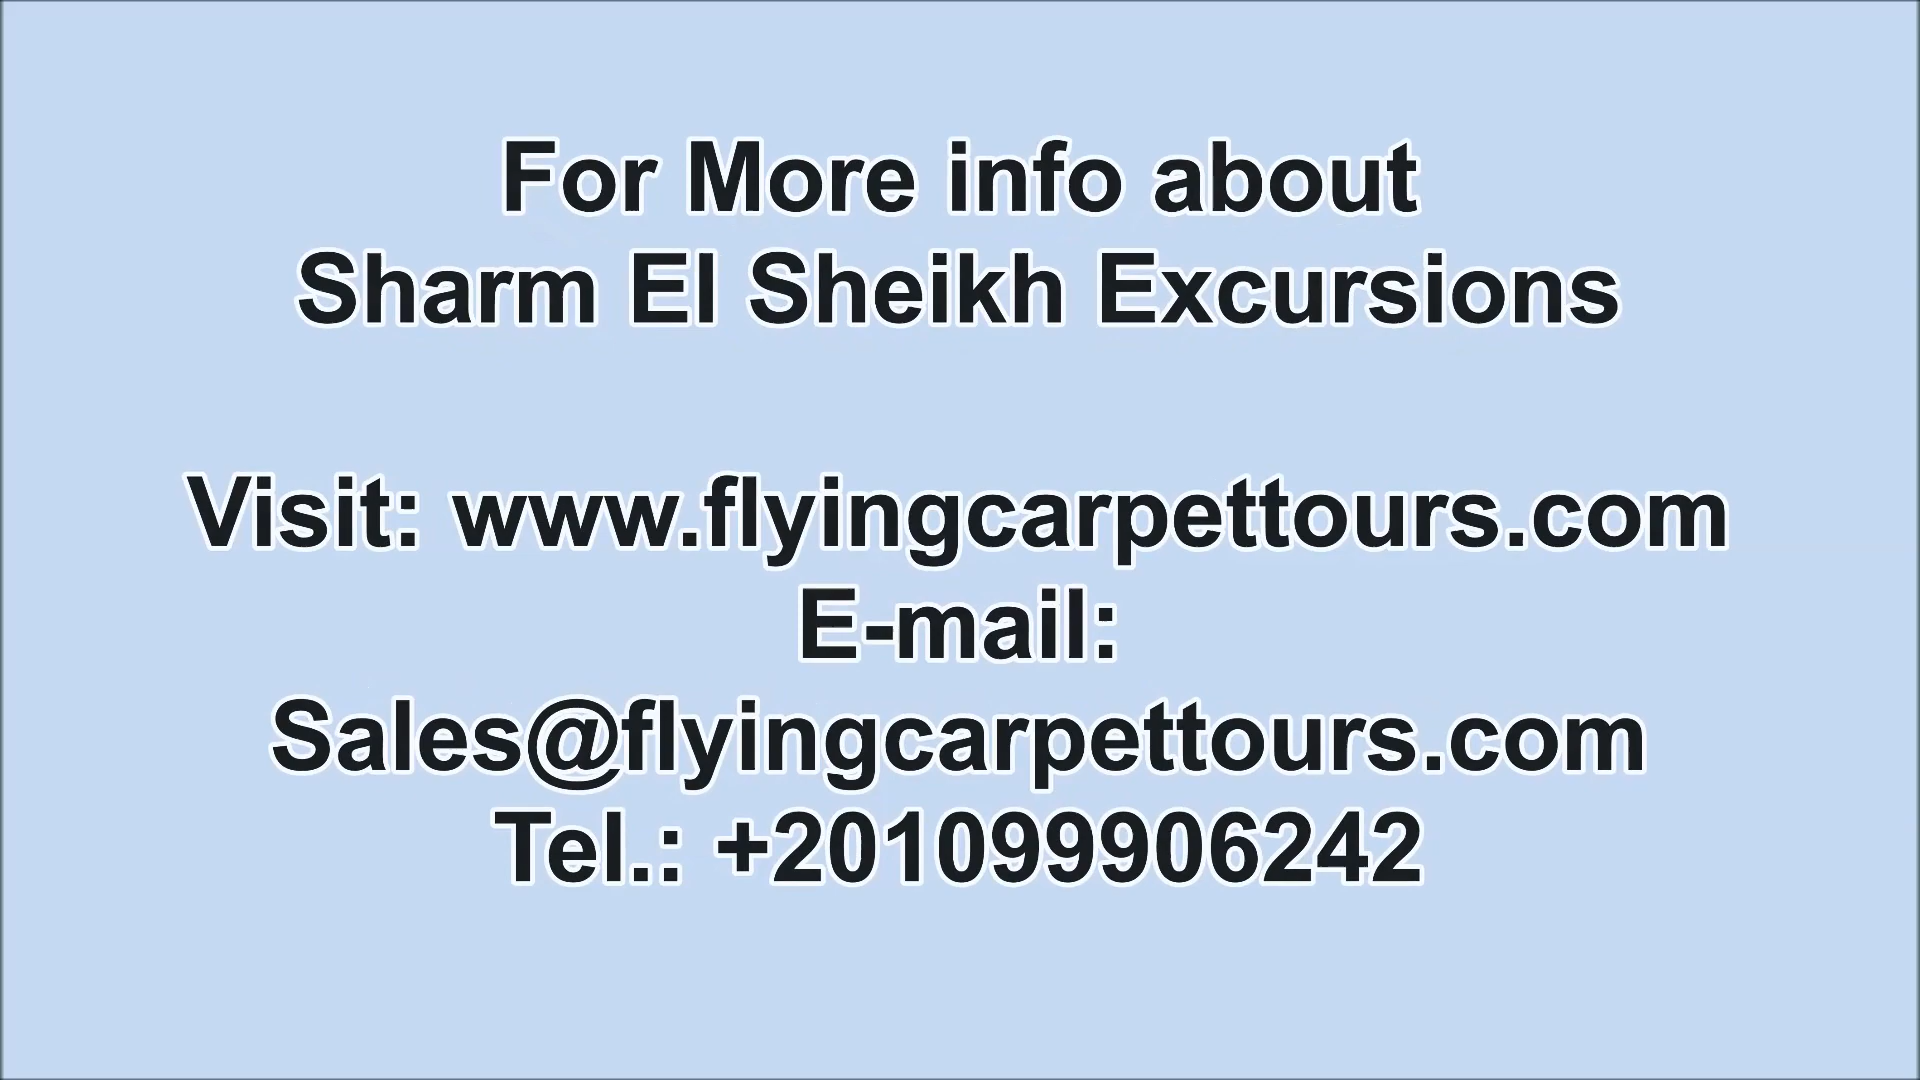 For More info about
Sharm El Sheikh Excursions
Visit: www.flyingcarpettours.com
E-mail:
Sales@flyingcarpettours.com
Tel.: +201099906242